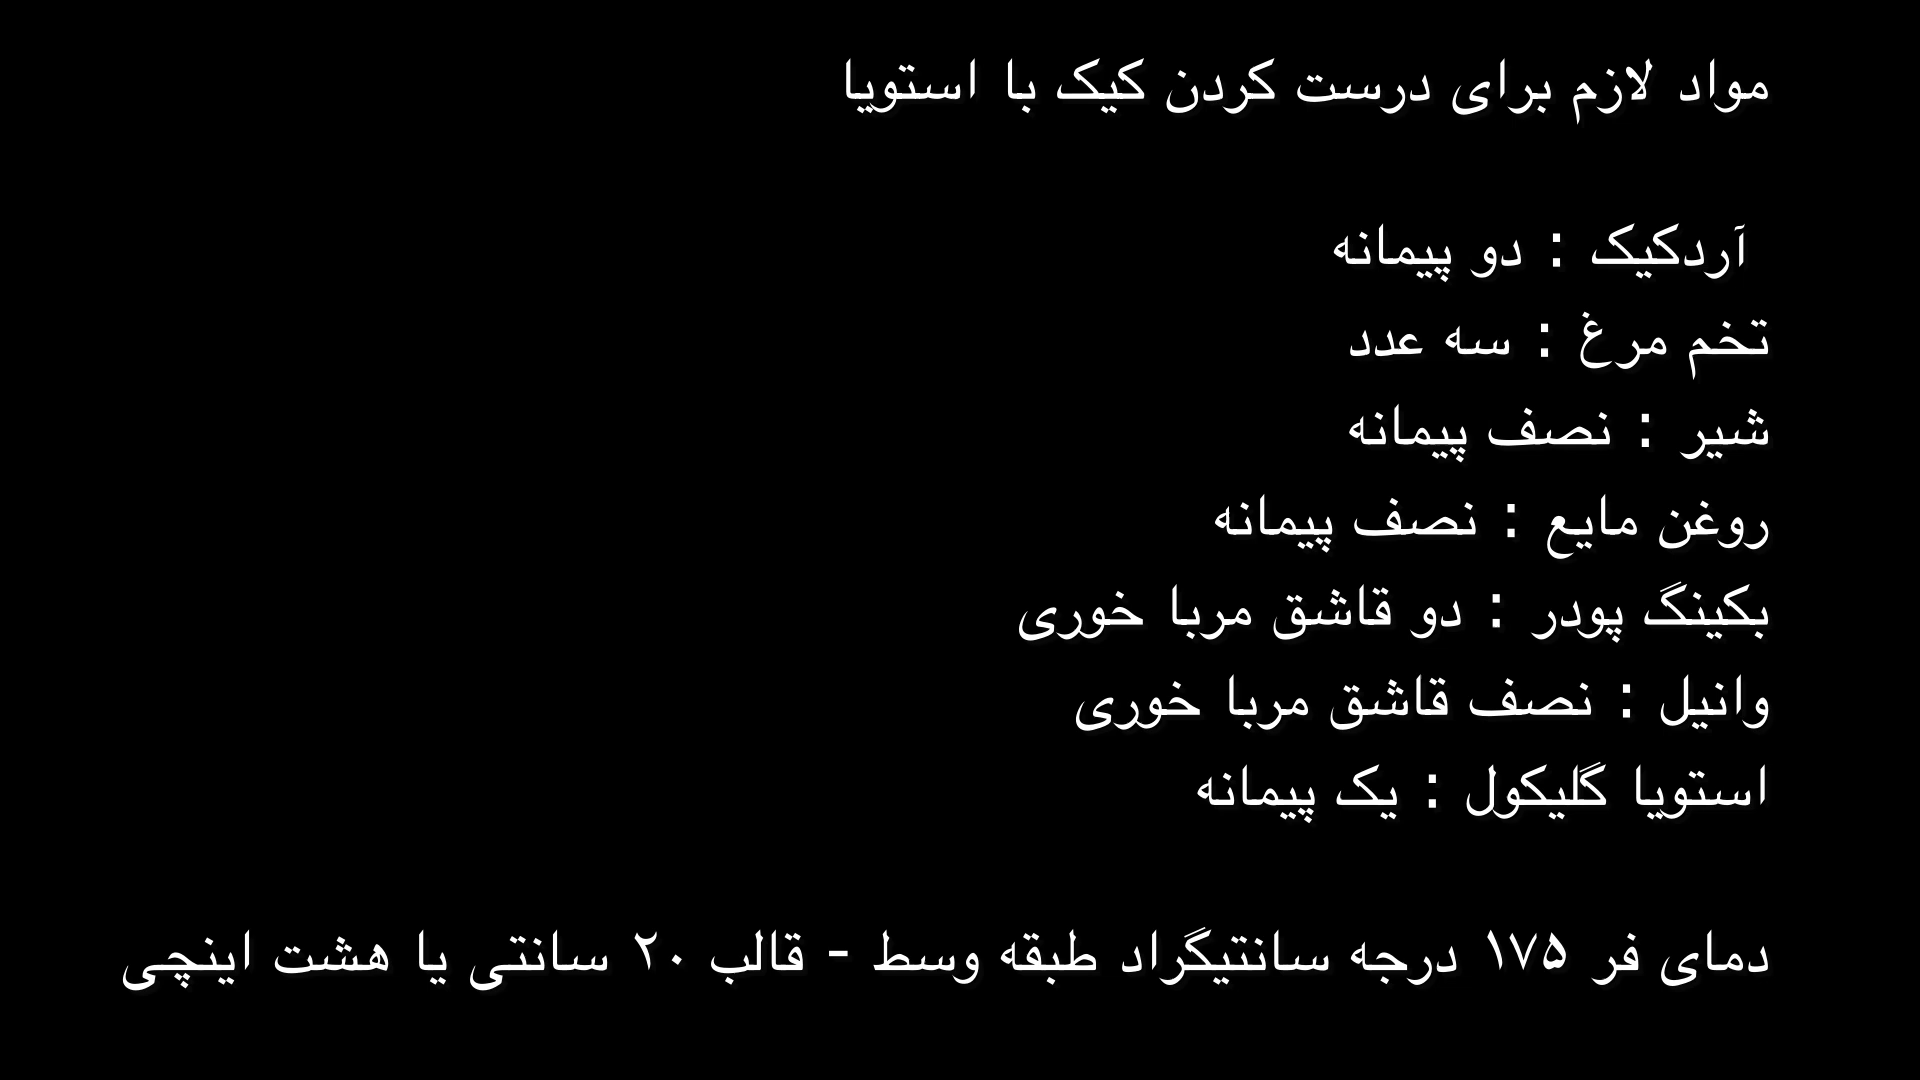 مواد لازم برای درست کردن کیک با استویا
آردکیک : دو پیمانه
تخم مرغ : سه عدد
شیر : نصف پیمانه
روغن مایع : نصف پیمانه
بکینگ پودر : دو قاشق مربا خوری
وانیل : نصف قاشق مربا خوری
استویا گلیکول : یک پیمانه
دمای فر ۱۷۵ درجه سانتیگراد طبقه وسط - قالب ۲۰ سانتی یا هشت اینچی